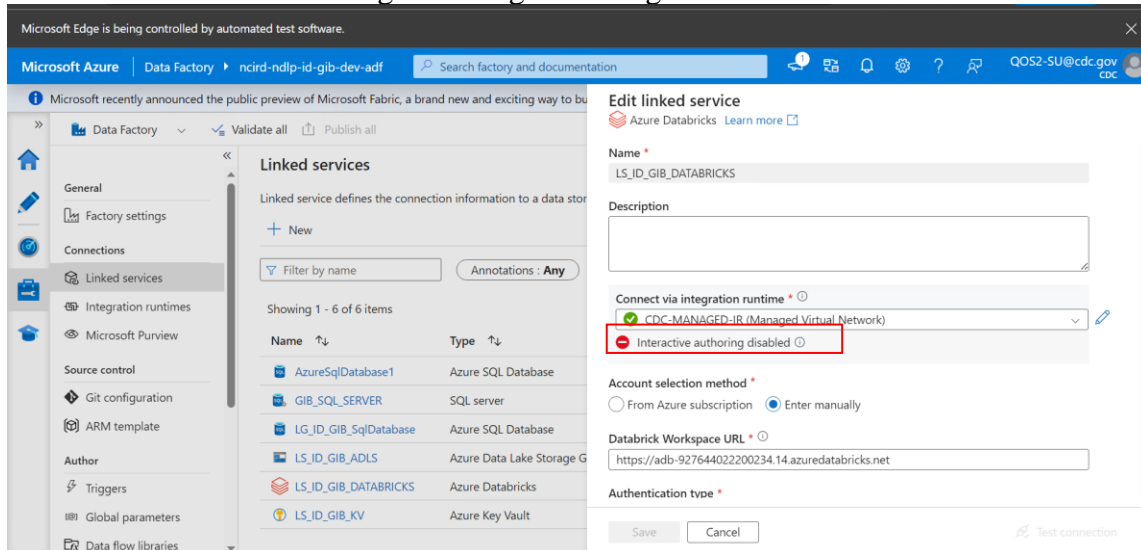 Microsoft Edge is being controlled by automated test software.
Microsoft Azure Data Factory ncird-ndlp-id-gib-dev-adf Search factory and documentation 1 QOS2-SU@cdc.gov
CDC
Microsoft recently announced the public preview of Microsoft Fabric, a brand new and exciting way to bu
Data Factory Validate all Publish all
General
Factory settings
Connections
Linked services
Integration runtimes
Microsoft Purview
Source control
Git configuration
ARM template
Author
Triggers
Global parameters
Data flow libraries
Linked services
Linked service defines the connection information to a data stor
New
Filter by name Annotations : Any
Showing 1 - 6 of 6 items
Name Type
AzureSqlDatabase1 Azure SQL Database
GIB_SQL_SERVER SQL server
LG_ID_GIB_SqlDatabase Azure SQL Database
LS_ID_GIB_ADLS Azure Data Lake Storage G
LS_ID_GIB_DATABRICKS Azure Databricks
LS_ID_GIB_KV Azure Key Vault
Edit linked service
Azure Databricks Learn more
Name *
LS_ID_GIB_DATABRICKS
Description
Connect via integration runtime *
CDC-MANAGED-IR (Managed Virtual Network)
Interactive authoring disabled
Account selection method *
From Azure subscription Enter manually
Databrick Workspace URL *
https://adb-927644022200234.14.azuredatabricks.net
Authentication type *
Save Cancel Test connection